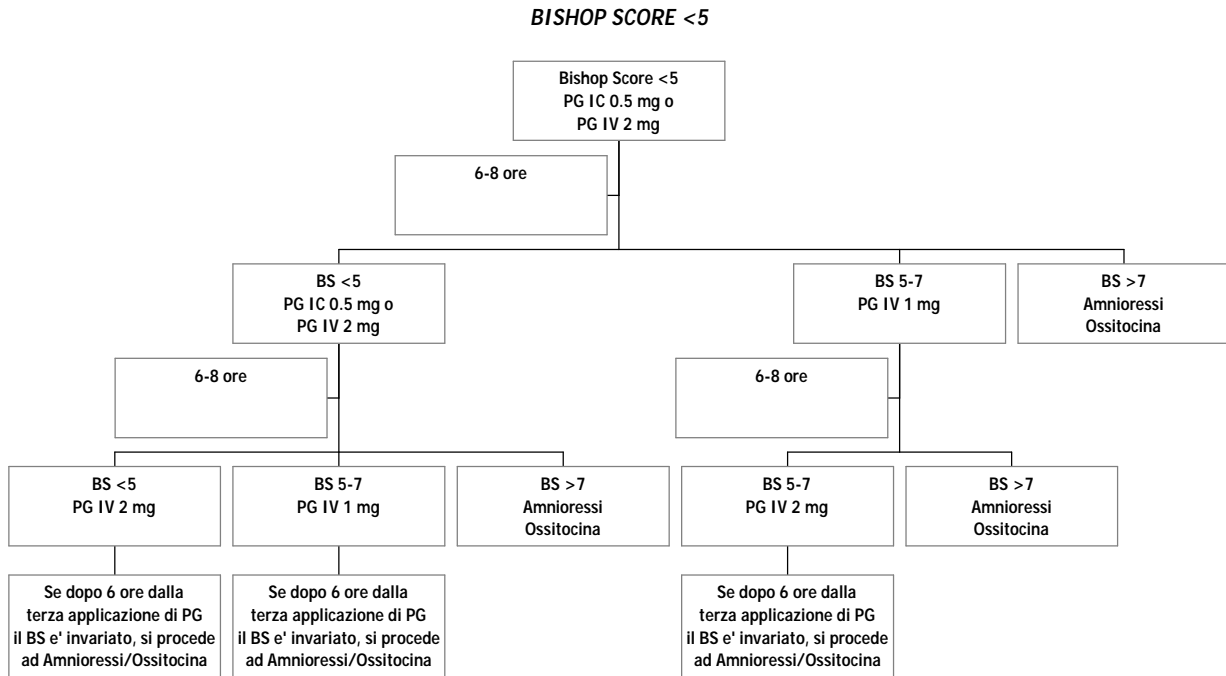 BISHOP SCORE <5
Bishop Score <5
PG IC 0.5 mg o
PG IV 2 mg
6-8 ore
BS <5
PG IC 0.5 mg o
PG IV 2 mg
BS 5-7
PG IV 1 mg
BS >7
Amnioressi
Ossitocina
6-8 ore
6-8 ore
BS <5
PG IV 2 mg
BS 5-7
PG IV 1 mg
BS >7
Amnioressi
Ossitocina
BS 5-7
PG IV 2 mg
BS >7
Amnioressi
Ossitocina
Se dopo 6 ore dalla
terza applicazione di PG
il BS e' invariato, si procede
ad Amnioressi/Ossitocina
Se dopo 6 ore dalla
terza applicazione di PG
il BS e' invariato, si procede
ad Amnioressi/Ossitocina
Se dopo 6 ore dalla
terza applicazione di PG
il BS e' invariato, si procede
ad Amnioressi/Ossitocina